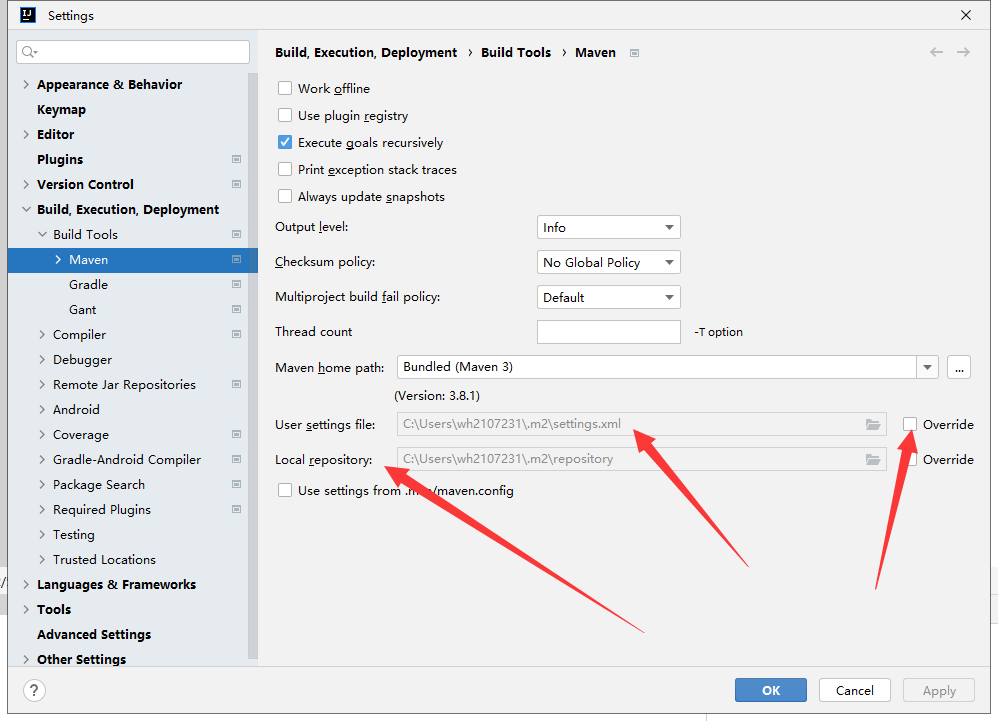 Settings
Build, Execution, Deployment › Build Tools › Maven
Appearance & Behavior
Keymap
Editor
Plugins
Version Control
Build, Execution, Deployment
Build Tools
Maven
Gradle
Gant
Compiler
Debugger
Remote Jar Repositories
Android
Coverage
Gradle-Android Compiler
Package Search
Required Plugins
Testing
Trusted Locations
Languages & Frameworks
Tools
Advanced Settings
Other Settings
Work offline
Use plugin registry
Execute goals recursively
Print exception stack traces
Always update snapshots
Output level: Info
Checksum policy: No Global Policy
Multiproject build fail policy: Default
Thread count -T option
Maven home path: Bundled (Maven 3) ...
(Version: 3.8.1)
User settings file: C:\Users\wh2107231\.m2\settings.xml Override
Local repository: C:\Users\wh2107231\.m2\repository Override
Use settings from /maven.config
? OK Cancel Apply